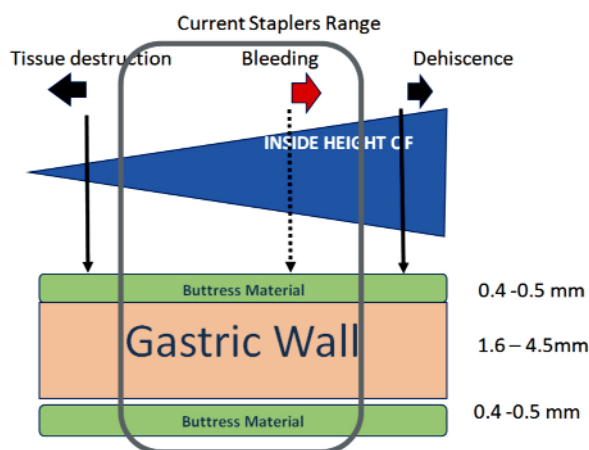 Current Staplers Range
Tissue destruction
Bleeding
Dehiscence
INSIDE HEIGHT OF
Buttress Material
0.4 -0.5 mm
Gastric Wall
1.6 – 4.5mm
Buttress Material
0.4 -0.5 mm